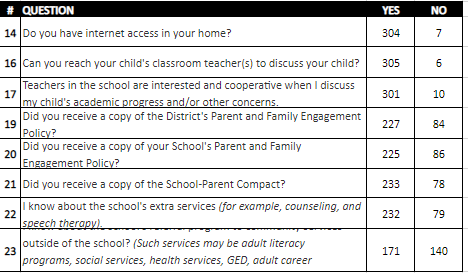 # QUESTION YES NO
14 Do you have internet access in your home? 304 7
15 Can you reach your child's classroom teacher(s) to discuss your child? 305 6
Teachers in the school are interested and cooperative when I discuss
17 301 10
my child's academic progress and/or other concerns.
Did you receive a copy of the District's Parent and Family Engagement
19 227 84
Policy?
Did you receive a copy of your School's Parent and Family
20 225 86
Engagement Policy?
21 Did you receive a copy of the School-Parent Compact? 233 78
I know about the school's extra services (for example, counseling, and
22 232 79
speech therapy).
outside of the school? (Such services may be adult literacy
23 171 140
programs, social services, health services, GED, adult career